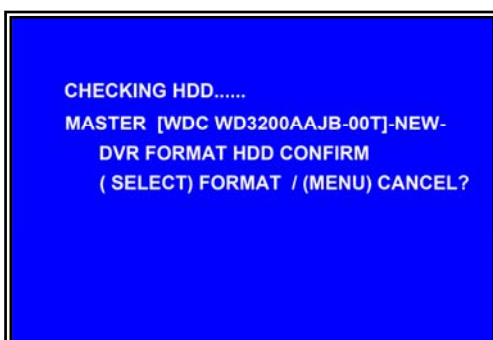 CHECKING HDD......
MASTER [WDC WD3200AAJB-00T]-NEW-
DVR FORMAT HDD CONFIRM
( SELECT) FORMAT / (MENU) CANCEL?